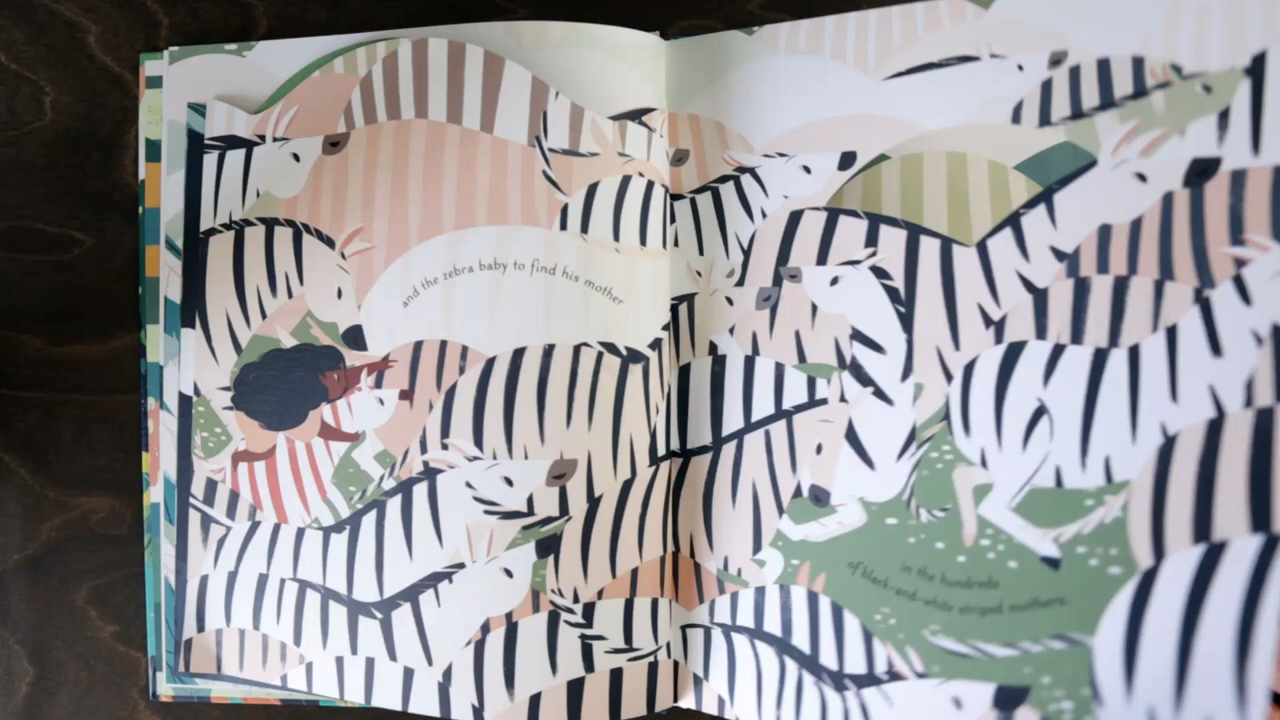 and the zebra baby to find his mother
in the hundreds
of black-and-white striped mothers.